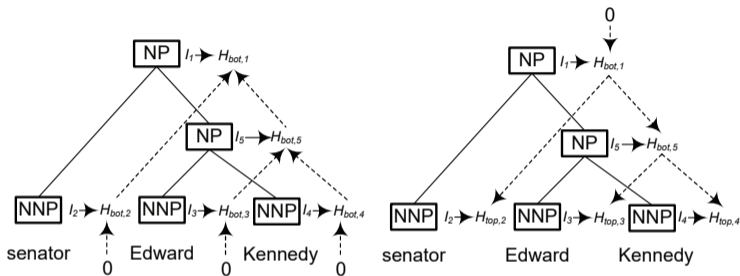 0
NP I1 Hbot,1 NP I1 Hbot,1
NP I5 Hbot,5 NP I5 Hbot,5
NNP I2 Hbot,2 NNP I3 Hbot,3 NNP I4 Hbot,4 NNP I2 Htop,2 NNP I3 Htop,3 NNP I4 Htop,4
senator Edward Kennedy senator Edward Kennedy
0 0 0